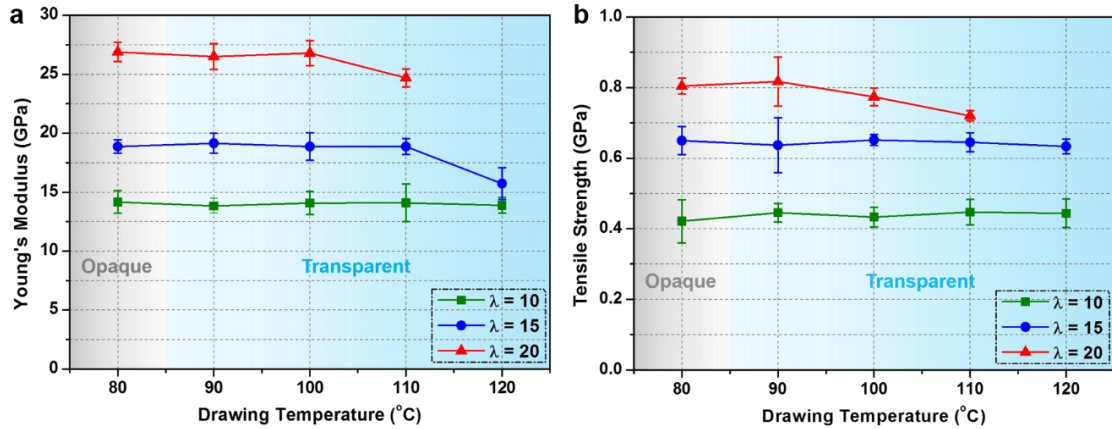 a
30
25
20
15
10
5
0
Young's Modulus (GPa)
Opaque
Transparent
λ = 10
λ = 15
λ = 20
80 90 100 110 120
Drawing Temperature (°C)
b
1.0
0.8
0.6
0.4
0.2
0.0
Tensile Strength (GPa)
Opaque
Transparent
λ = 10
λ = 15
λ = 20
80 90 100 110 120
Drawing Temperature (°C)